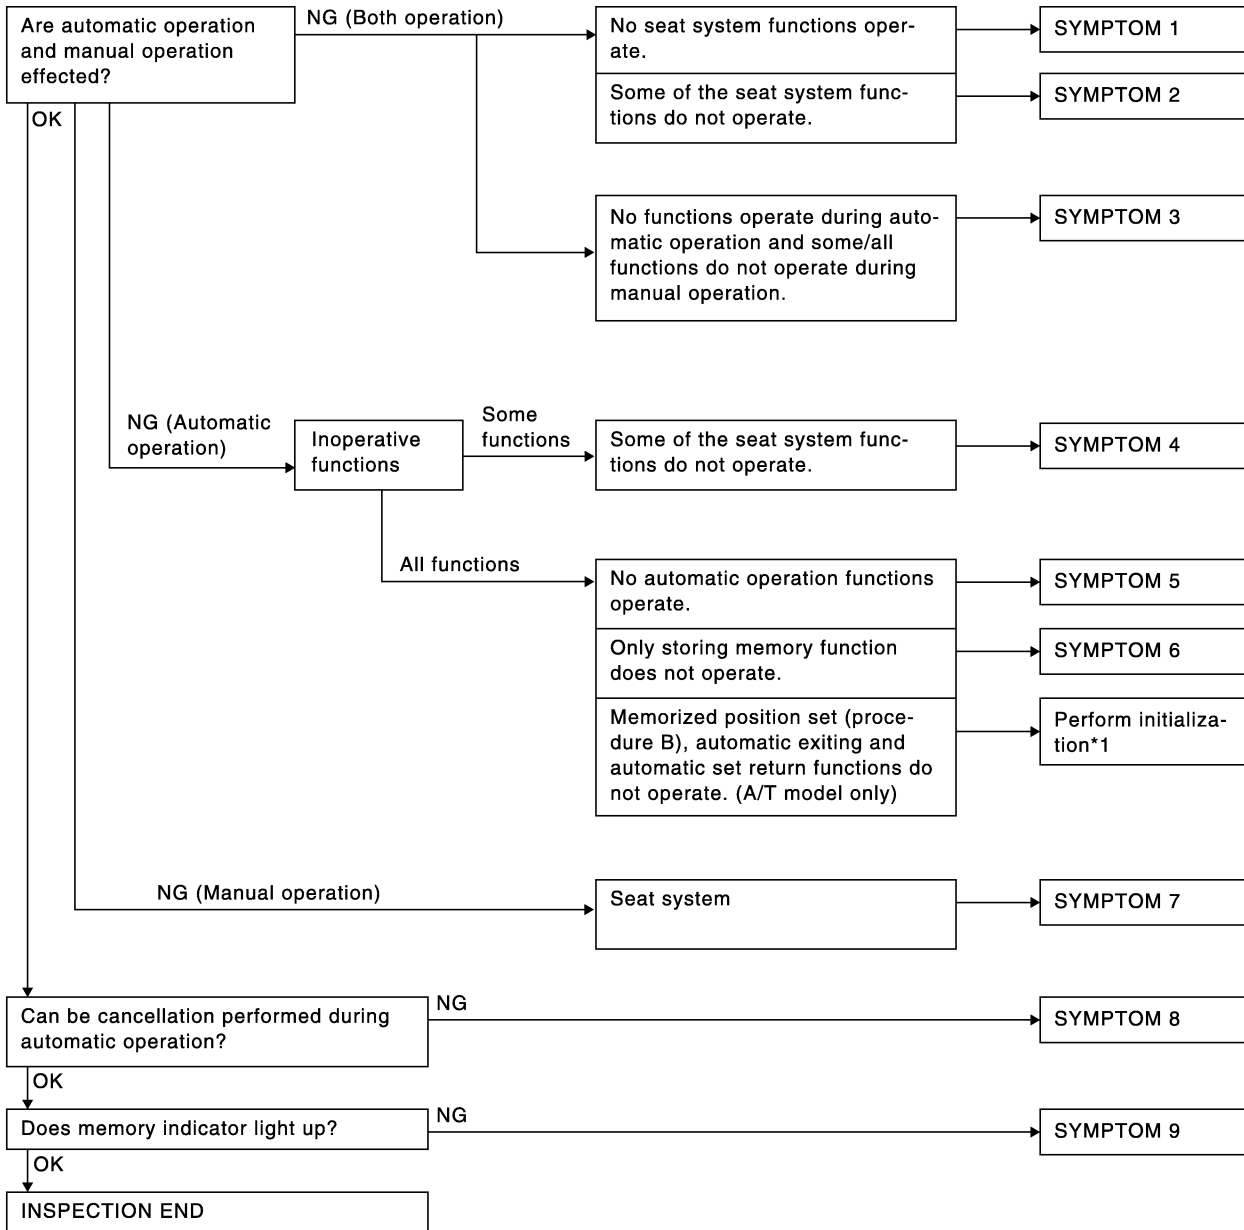 Are automatic operation
and manual operation
effected?
NG (Both operation)
No seat system functions oper-
ate.
SYMPTOM 1
Some of the seat system func-
tions do not operate.
SYMPTOM 2
OK
No functions operate during auto-
matic operation and some/all
functions do not operate during
manual operation.
SYMPTOM 3
NG (Automatic
operation)
Inoperative
functions
Some
functions
Some of the seat system func-
tions do not operate.
SYMPTOM 4
All functions
No automatic operation functions
operate.
SYMPTOM 5
Only storing memory function
does not operate.
SYMPTOM 6
Memorized position set (proce-
dure B), automatic exiting and
automatic set return functions do
not operate. (A/T model only)
Perform initializa-
tion*1
NG (Manual operation)
Seat system
SYMPTOM 7
Can be cancellation performed during
automatic operation?
NG
SYMPTOM 8
OK
Does memory indicator light up?
NG
SYMPTOM 9
OK
INSPECTION END